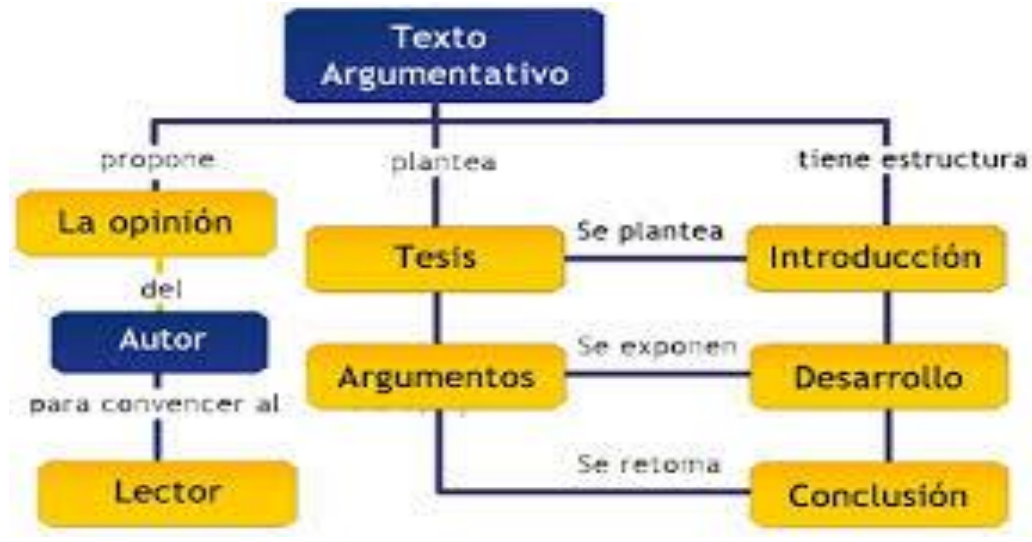 Texto
Argumentativo
propone
plantea
tiene estructura
La opinión
Tesis
Se plantea
Introducción
del
Autor
Argumentos
Se exponen
Desarrollo
para convencer al
Lector
Se retoma
Conclusión